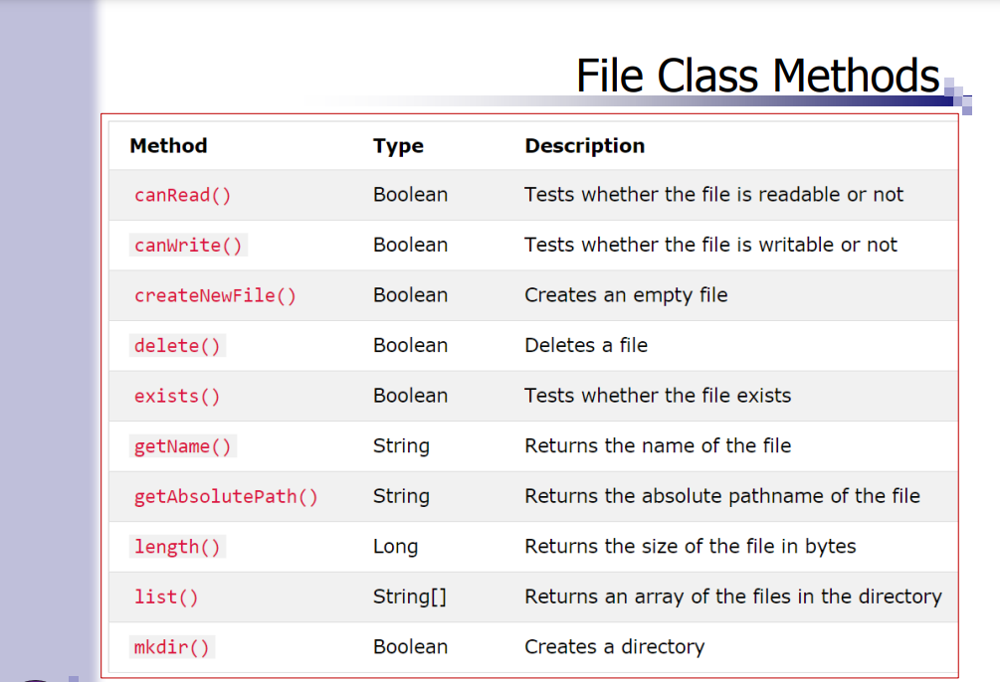 File Class Methods
Method Type Description
canRead() Boolean Tests whether the file is readable or not
canWrite() Boolean Tests whether the file is writable or not
createNewFile() Boolean Creates an empty file
delete() Boolean Deletes a file
exists() Boolean Tests whether the file exists
getName() String Returns the name of the file
getAbsolutePath() String Returns the absolute pathname of the file
length() Long Returns the size of the file in bytes
list() String[] Returns an array of the files in the directory
mkdir() Boolean Creates a directory